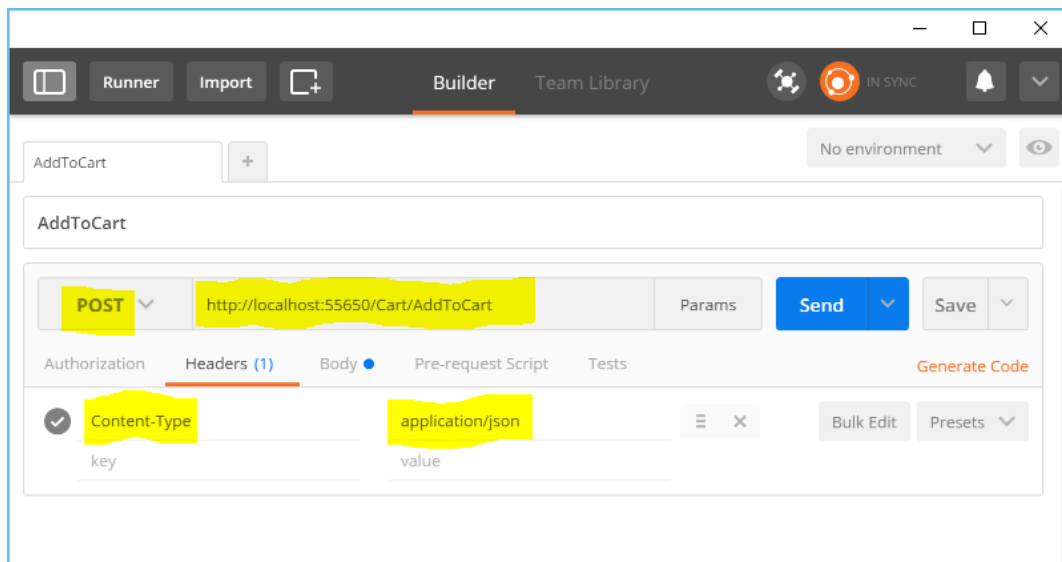 Runner Import Builder Team Library IN SYNC
AddToCart No environment
AddToCart
POST http://localhost:55650/Cart/AddToCart Params Send Save
Authorization Headers (1) Body Pre-request Script Tests Generate Code
Content-Type application/json Bulk Edit Presets
key value